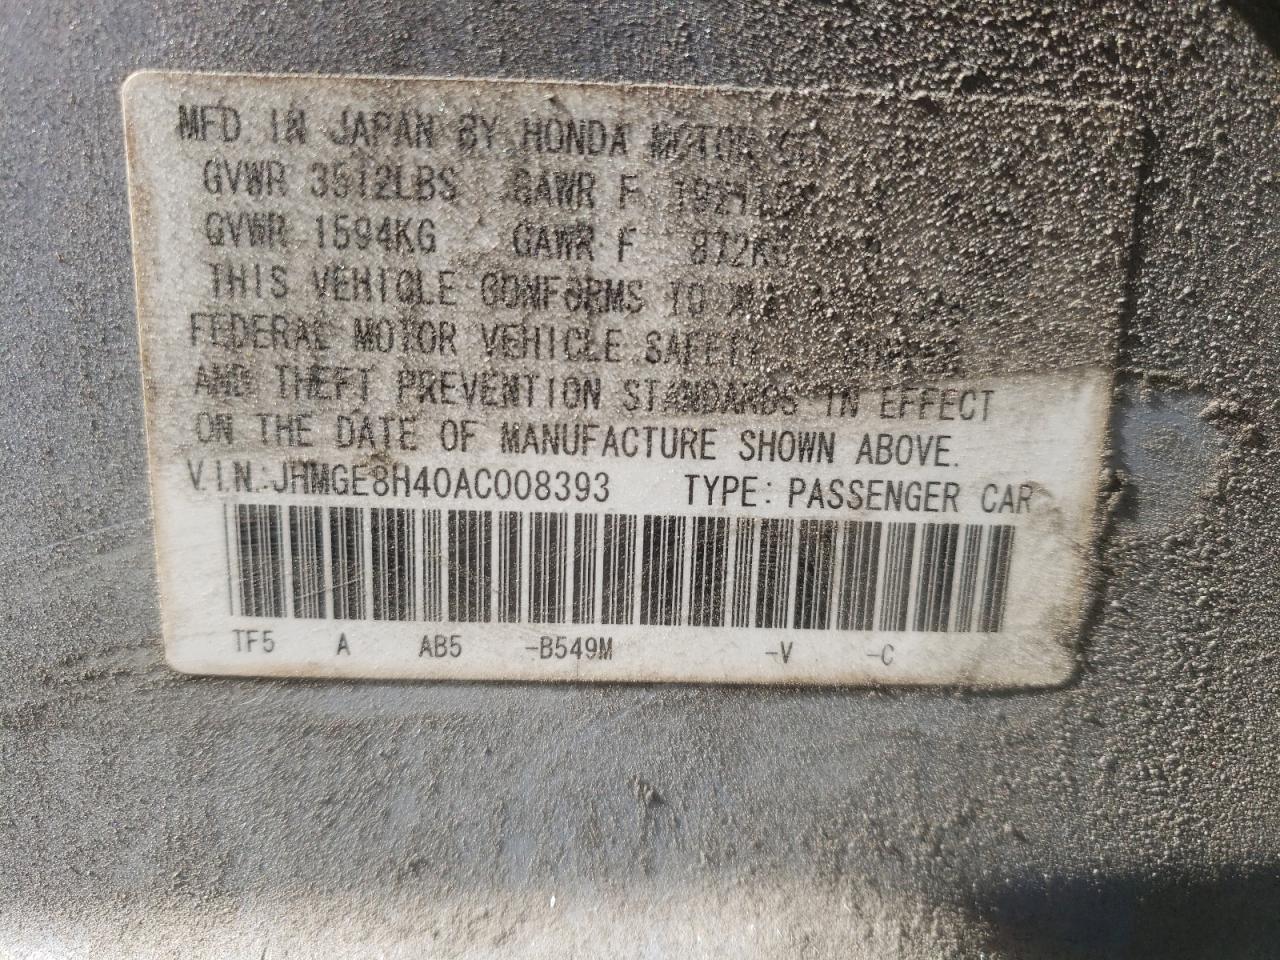 MFD. IN JAPAN BY HONDA MOTOR
GVWR 3512LBS GAWR F
GVWR 1594KG GAWR F 872KG
THIS VEHICLE CONFORMS TO
FEDERAL MOTOR VEHICLE SAFETY
AND THEFT PREVENTION STANDARDS IN EFFECT
ON THE DATE OF MANUFACTURE SHOWN ABOVE.
V.I.N.:JHMGE8H40AC008393 TYPE: PASSENGER CAR
TF5 A AB5 -B549M -V -C